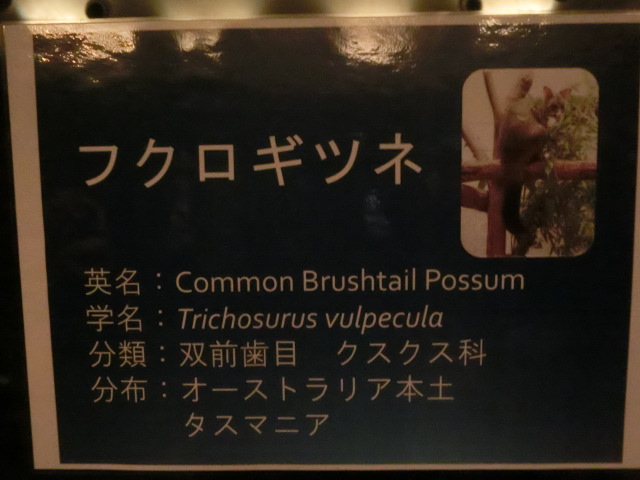 フクロギツネ
英名：Common Brushtail Possum
学名：Trichosurus vulpecula
分類：双前歯目　クスクス科
分布：オーストラリア本土
タスマニア